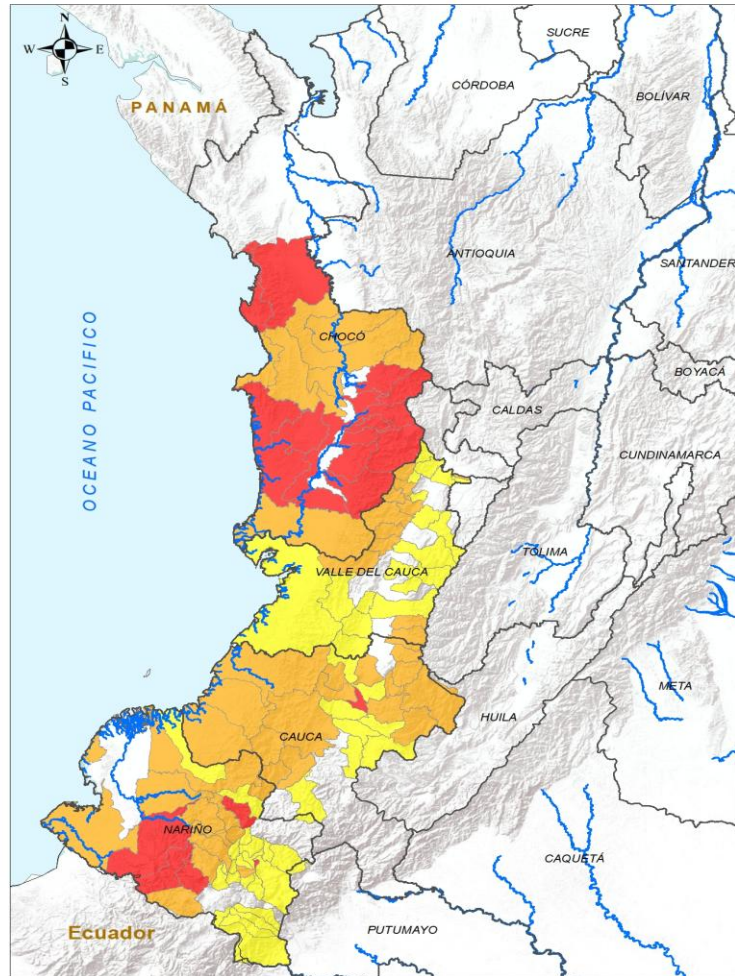 N
W E
S
SUCRE
CÓRDOBA
BOLÍVAR
PANAMÁ
ANTIOQUIA
SANTANDER
OCEANO PACIFICO
CHOCÓ
BOYACÁ
CALDAS
CUNDINAMARCA
TOLIMA
VALLE DEL CAUCA
META
HUILA
CAUCA
NARIÑO
CAQUETÁ
Ecuador
PUTUMAYO